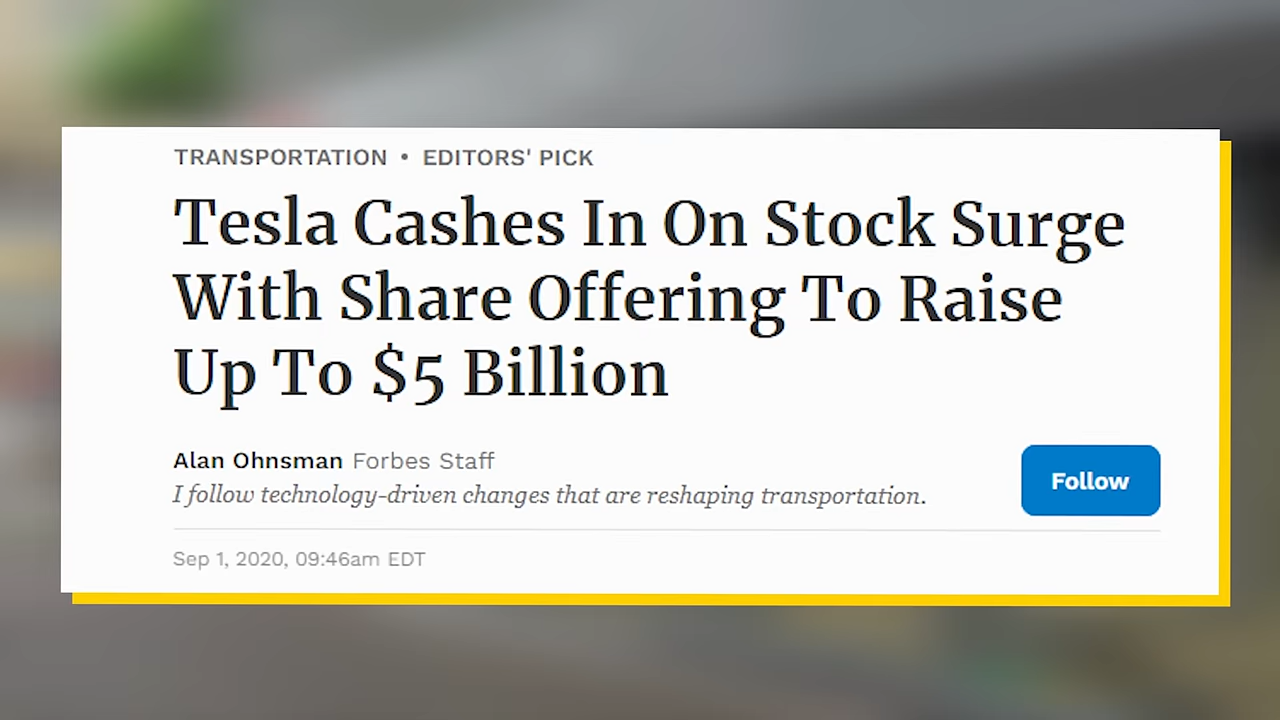 TRANSPORTATION • EDITORS' PICK
Tesla Cashes In On Stock Surge
With Share Offering To Raise
Up To $5 Billion
Alan Ohnsman Forbes Staff
I follow technology-driven changes that are reshaping transportation.
Follow
Sep 1, 2020, 09:46am EDT